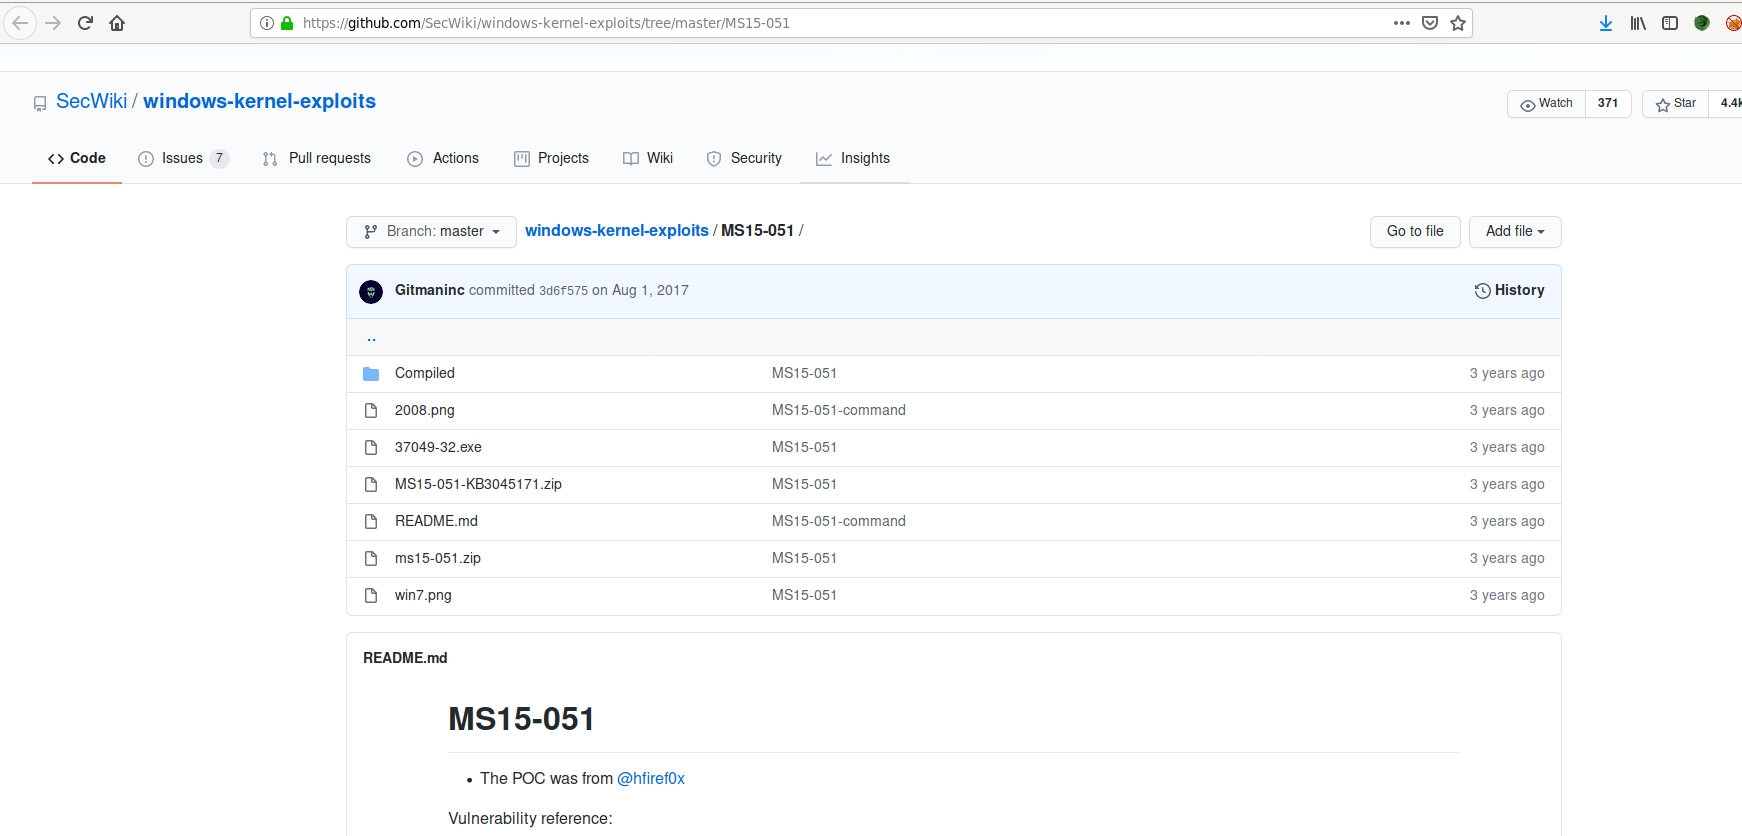 https://github.com/SecWiki/windows-kernel-exploits/tree/master/MS15-051
SecWiki / windows-kernel-exploits
Watch 371 Star 4.4k
Code Issues 7 Pull requests Actions Projects Wiki Security Insights
Branch: master windows-kernel-exploits / MS15-051 / Go to file Add file
Gitmaninc committed 3d6f575 on Aug 1, 2017 History
..
Compiled MS15-051 3 years ago
2008.png MS15-051-command 3 years ago
37049-32.exe MS15-051 3 years ago
MS15-051-KB3045171.zip MS15-051 3 years ago
README.md MS15-051-command 3 years ago
ms15-051.zip MS15-051 3 years ago
win7.png MS15-051 3 years ago
README.md
MS15-051
• The POC was from @hfiref0x
Vulnerability reference: